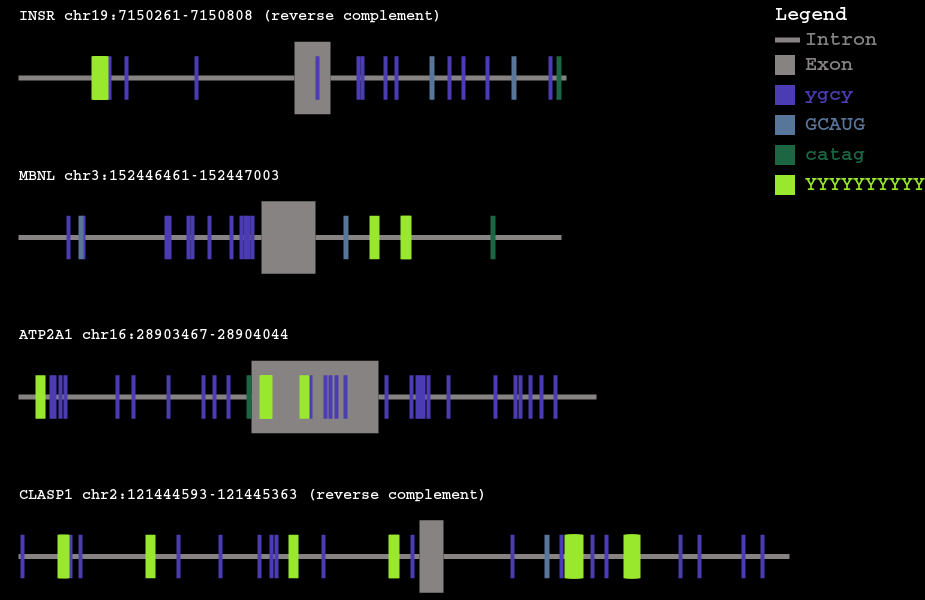 INSR chr19:7150261-7150808 (reverse complement)
Legend
Intron
Exon
ygcy
GCAUG
catag
YYYYYYYYYY
MBNL chr3:152446461-152447003
ATP2A1 chr16:28903467-28904044
CLASP1 chr2:121444593-121445363 (reverse complement)